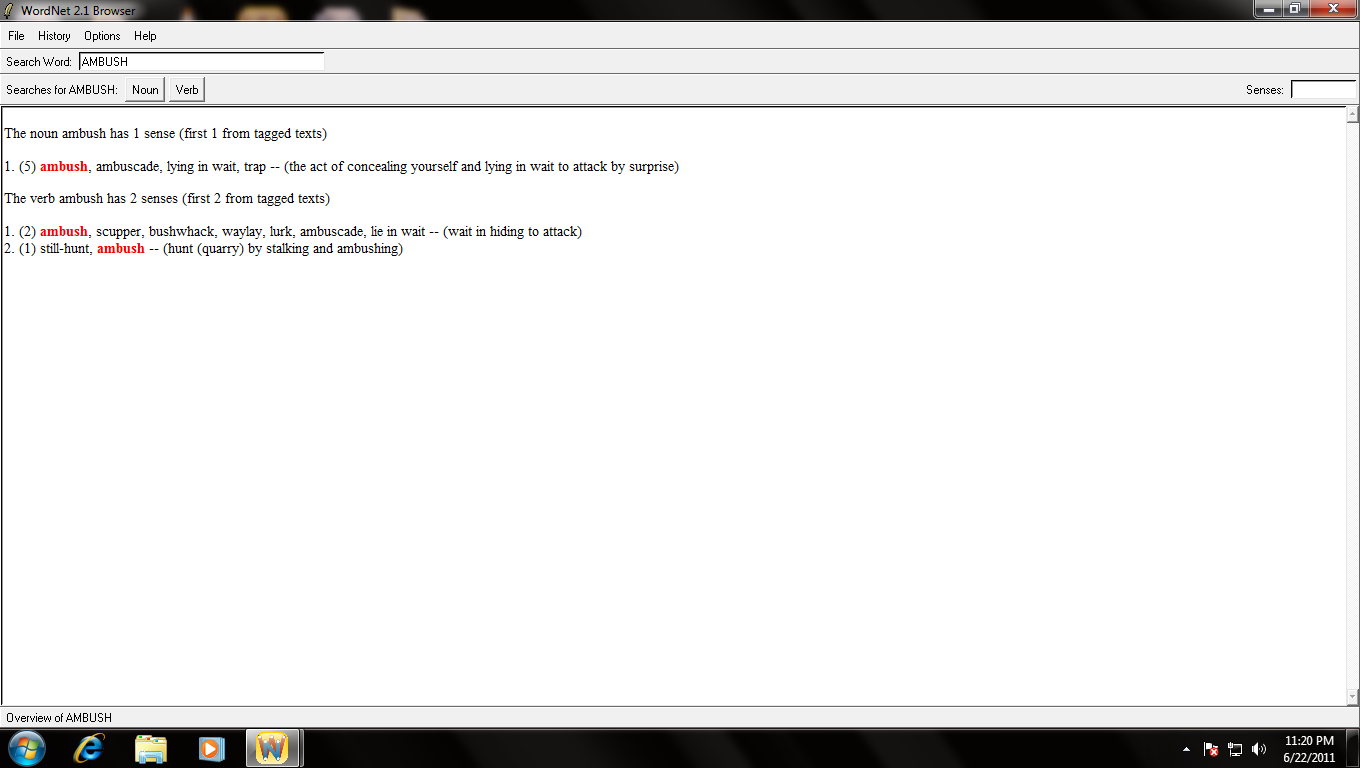 WordNet 2.1 Browser
File History Options Help
Search Word: AMBUSH
Searches for AMBUSH: Noun Verb Senses:
The noun ambush has 1 sense (first 1 from tagged texts)
1. (5) ambush, ambuscade, lying in wait, trap -- (the act of concealing yourself and lying in wait to attack by surprise)
The verb ambush has 2 senses (first 2 from tagged texts)
1. (2) ambush, scupper, bushwhack, waylay, lurk, ambuscade, lie in wait -- (wait in hiding to attack)
2. (1) still-hunt, ambush -- (hunt (quarry) by stalking and ambushing)
Overview of AMBUSH
W
11:20 PM
6/22/2011